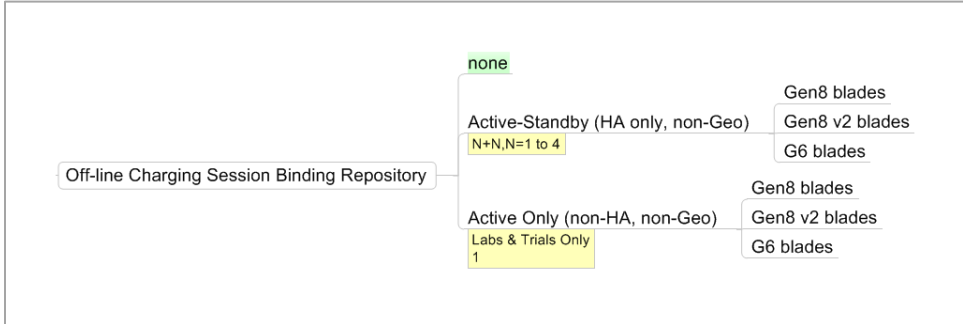 none
Active-Standby (HA only, non-Geo)
N+N,N=1 to 4
Gen8 blades
Gen8 v2 blades
G6 blades
Off-line Charging Session Binding Repository
Active Only (non-HA, non-Geo)
Labs & Trials Only
1
Gen8 blades
Gen8 v2 blades
G6 blades